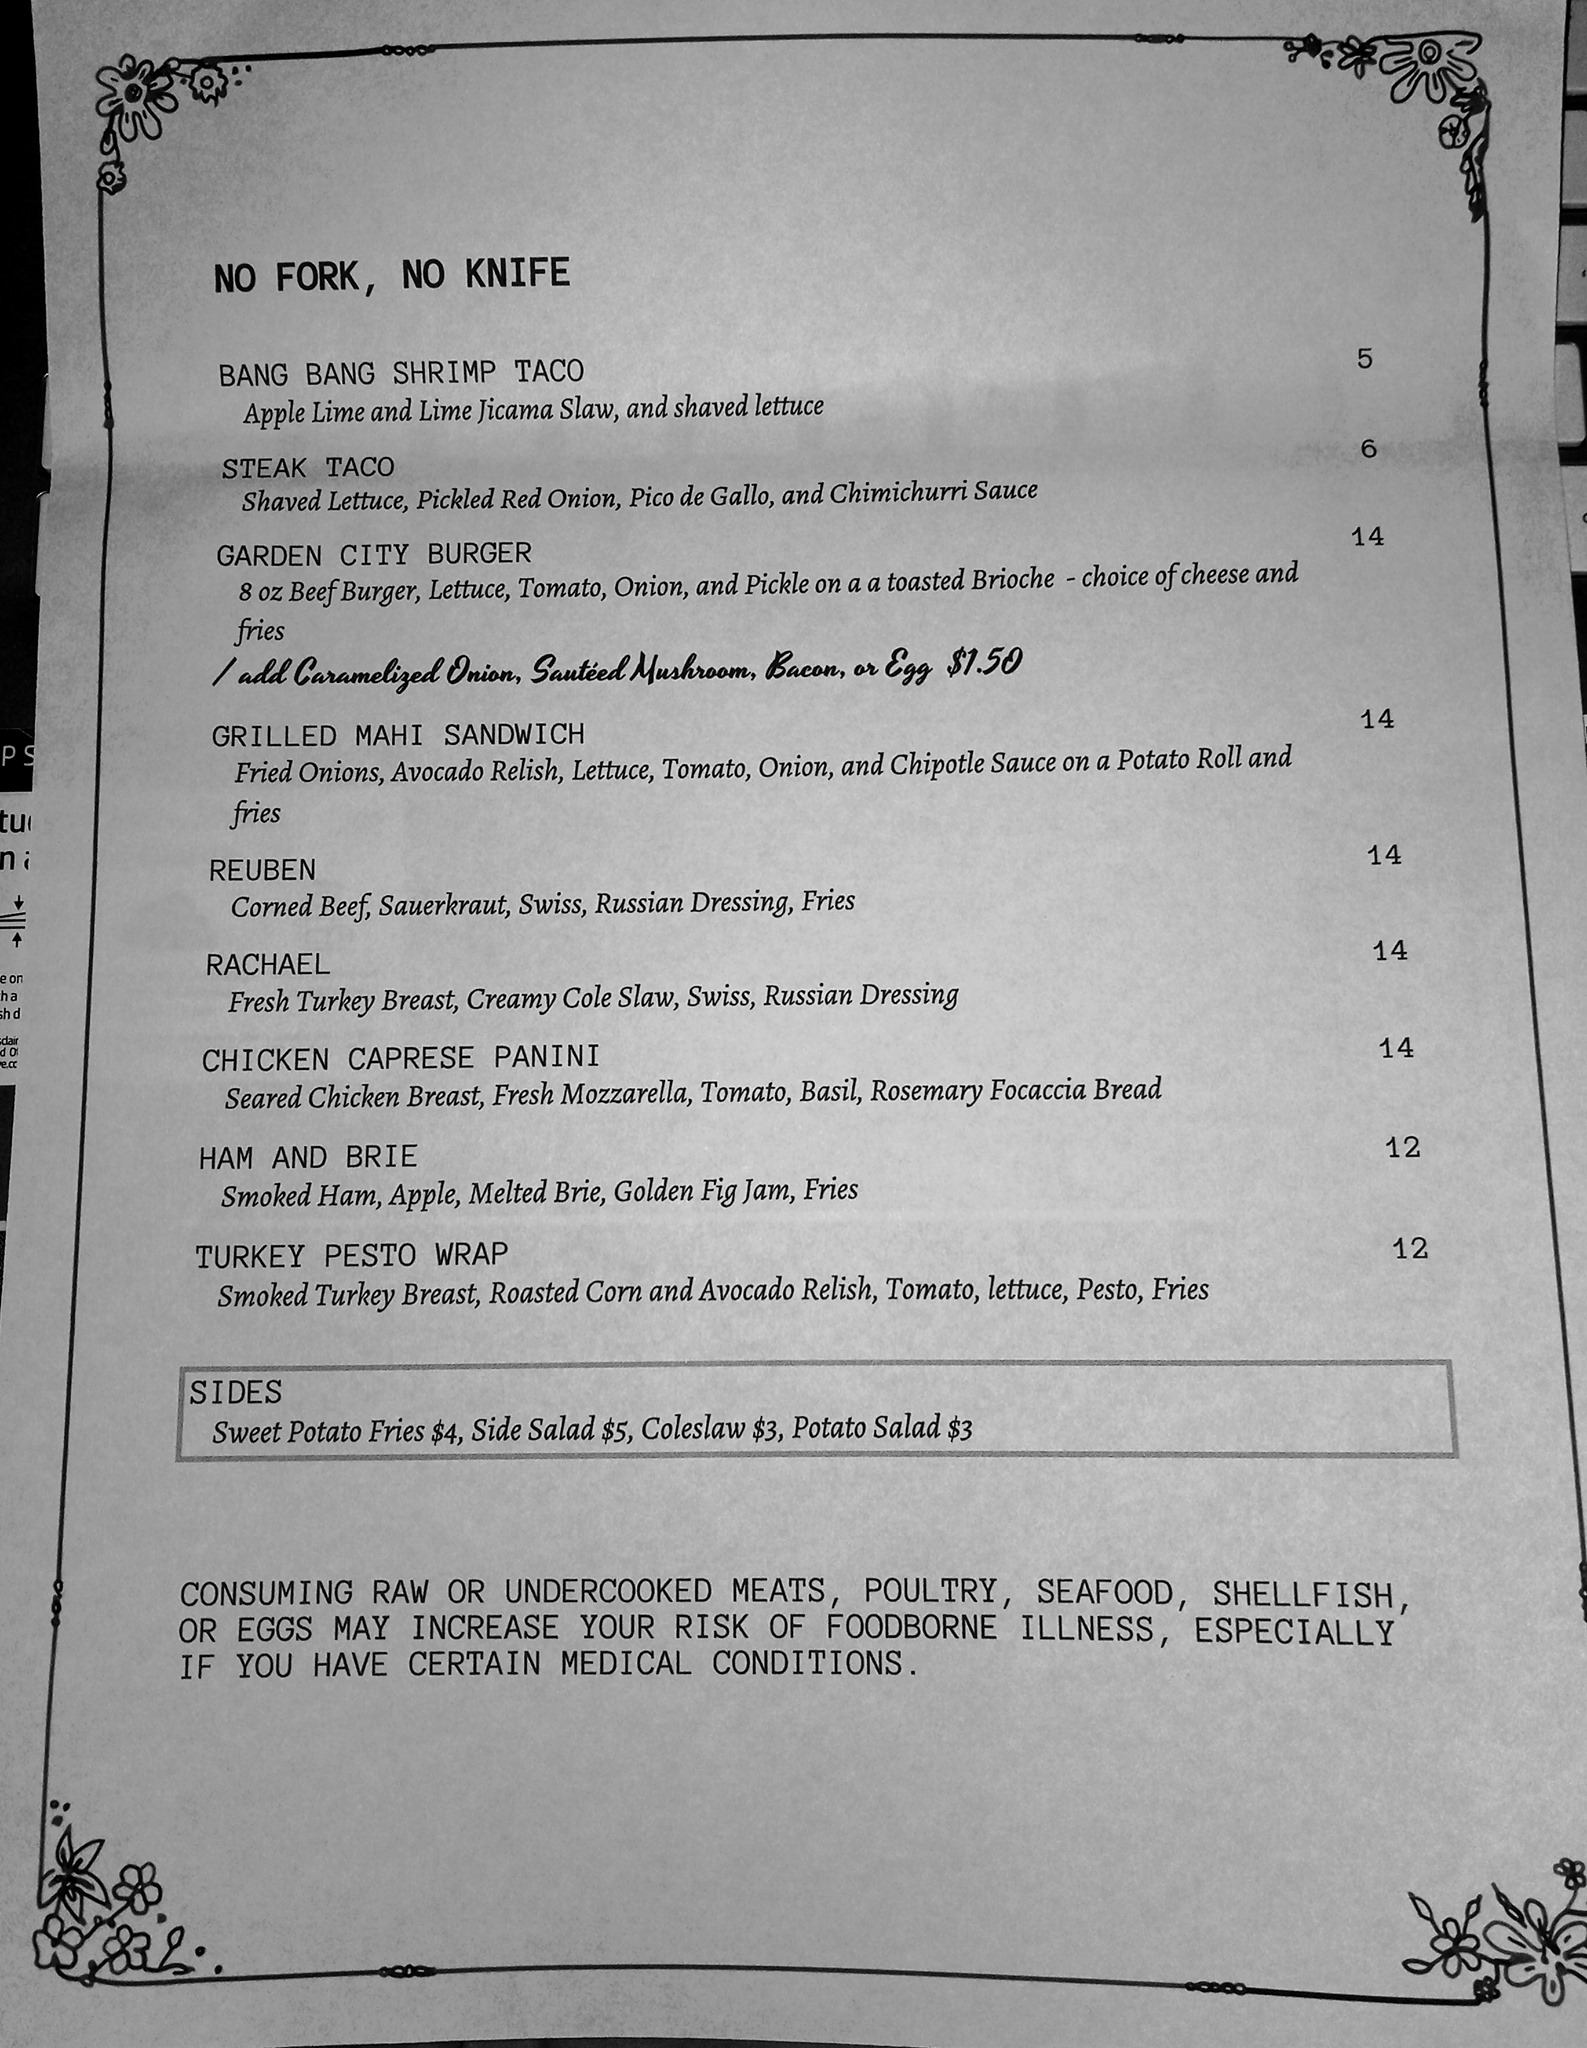 NO FORK, NO KNIFE
BANG BANG SHRIMP TACO 5
Apple Lime and Lime Jicama Slaw, and shaved lettuce
STEAK TACO 6
Shaved Lettuce, Pickled Red Onion, Pico de Gallo, and Chimichurri Sauce
GARDEN CITY BURGER 14
8 oz Beef Burger, Lettuce, Tomato, Onion, and Pickle on a a toasted Brioche - choice of cheese and
fries
/ add Caramelized Onion, Sautéed Mushroom, Bacon, or Egg $1.50
GRILLED MAHI SANDWICH 14
Fried Onions, Avocado Relish, Lettuce, Tomato, Onion, and Chipotle Sauce on a Potato Roll and
fries
REUBEN 14
Corned Beef, Sauerkraut, Swiss, Russian Dressing, Fries
RACHAEL 14
Fresh Turkey Breast, Creamy Cole Slaw, Swiss, Russian Dressing
CHICKEN CAPRESE PANINI 14
Seared Chicken Breast, Fresh Mozzarella, Tomato, Basil, Rosemary Focaccia Bread
HAM AND BRIE 12
Smoked Ham, Apple, Melted Brie, Golden Fig Jam, Fries
TURKEY PESTO WRAP 12
Smoked Turkey Breast, Roasted Corn and Avocado Relish, Tomato, lettuce, Pesto, Fries
SIDES
Sweet Potato Fries $4, Side Salad $5, Coleslaw $3, Potato Salad $3
CONSUMING RAW OR UNDERCOOKED MEATS, POULTRY, SEAFOOD, SHELLFISH,
OR EGGS MAY INCREASE YOUR RISK OF FOODBORNE ILLNESS, ESPECIALLY
IF YOU HAVE CERTAIN MEDICAL CONDITIONS.